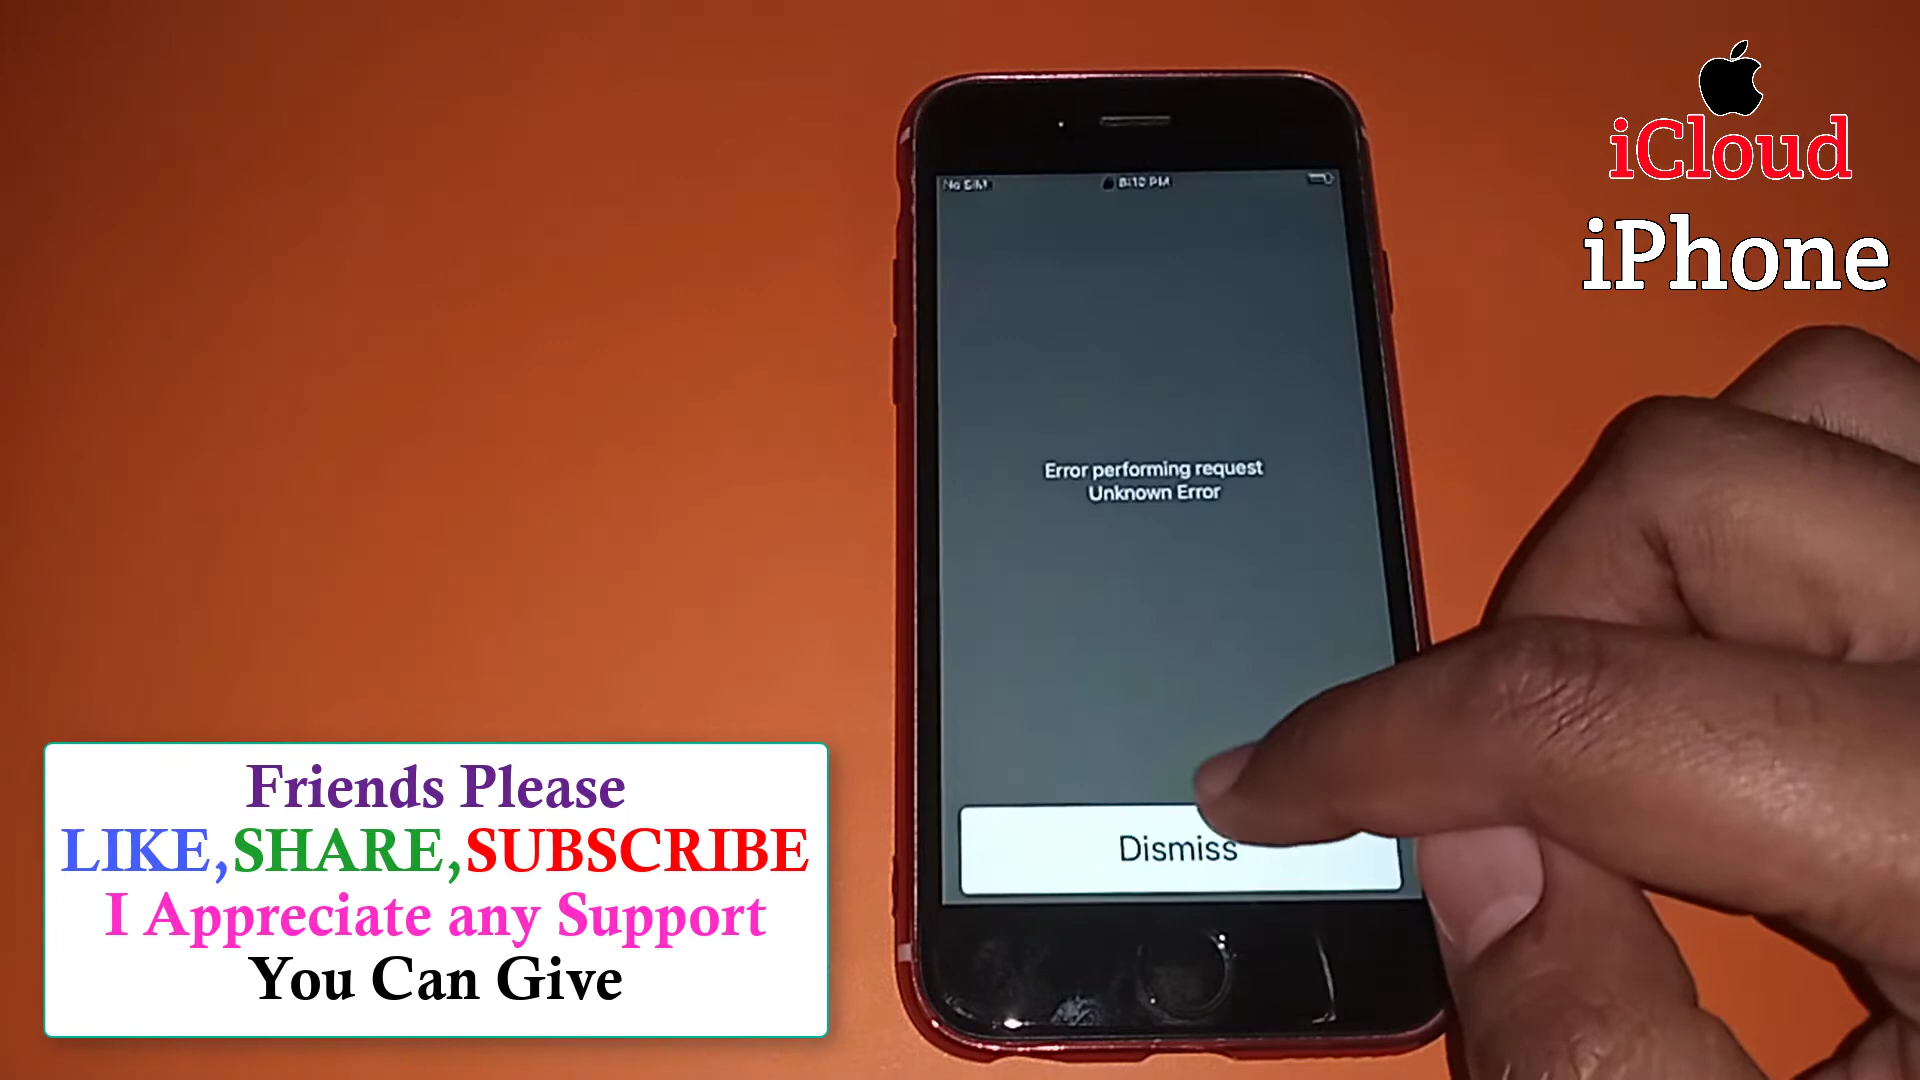 iCloud
iPhone
No SIM 8:10 PM
Error performing request
Unknown Error
Dismiss
Friends Please
LIKE,SHARE,SUBSCRIBE
I Appreciate any Support
You Can Give